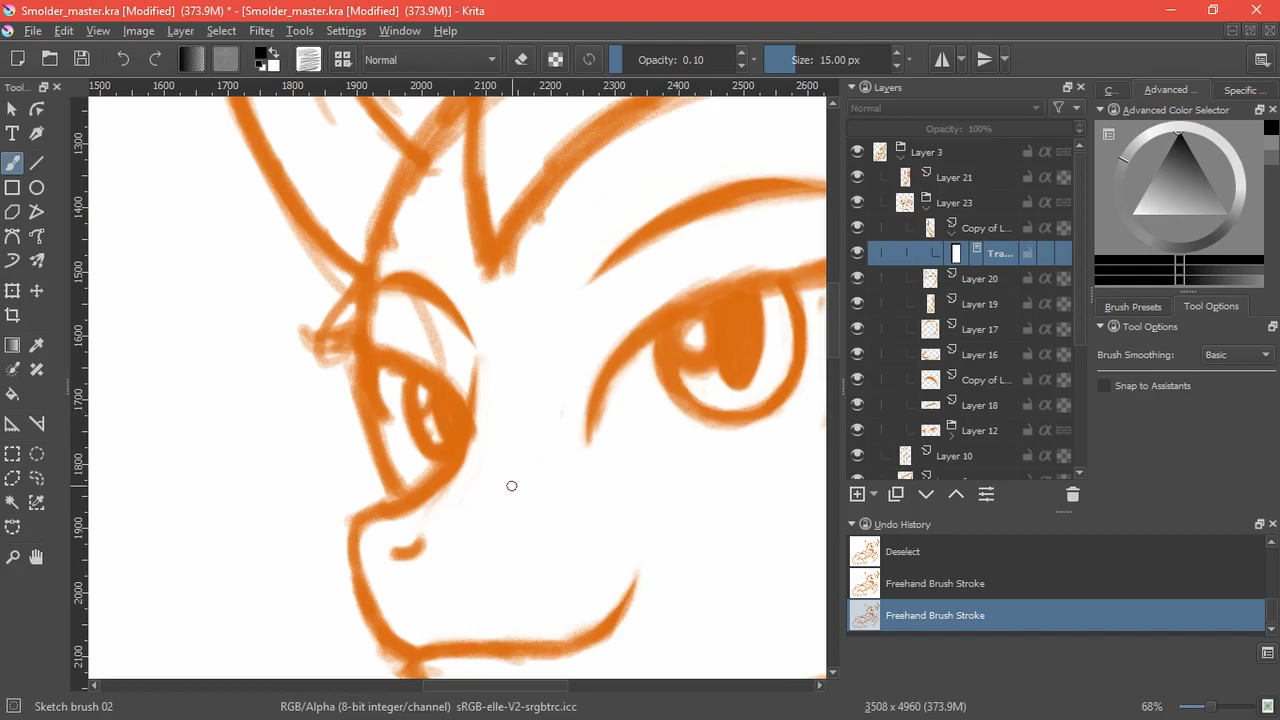 Smolder_master.kra [Modified]  (373.9M) * - [Smolder_master.kra [Modified]  (373.9M)] - Krita
File Edit View Image Layer Select Filter Tools Settings Window Help
Normal Opacity: 0.10 Size: 15.00 px
Tool...
1500 1700 1800 1900 2000 2100 2200 2300 2400 2500 2600
1300
1400
1500
1600
1700
1800
1900
2000
2100
Layers
Normal
Opacity: 100%
Layer 3
Layer 21
Layer 23
Copy of L...
Tra...
Layer 20
Layer 19
Layer 17
Layer 16
Copy of L...
Layer 18
Layer 12
Layer 10
Undo History
Deselect
Freehand Brush Stroke
Freehand Brush Stroke
C... Advanced ... Specific ...
Advanced Color Selector
Brush Presets Tool Options
Tool Options
Brush Smoothing: Basic
Snap to Assistants
Sketch brush 02 RGB/Alpha (8-bit integer/channel)  sRGB-elle-V2-srgbtrc.icc 3508 x 4960 (373.9M) 68%